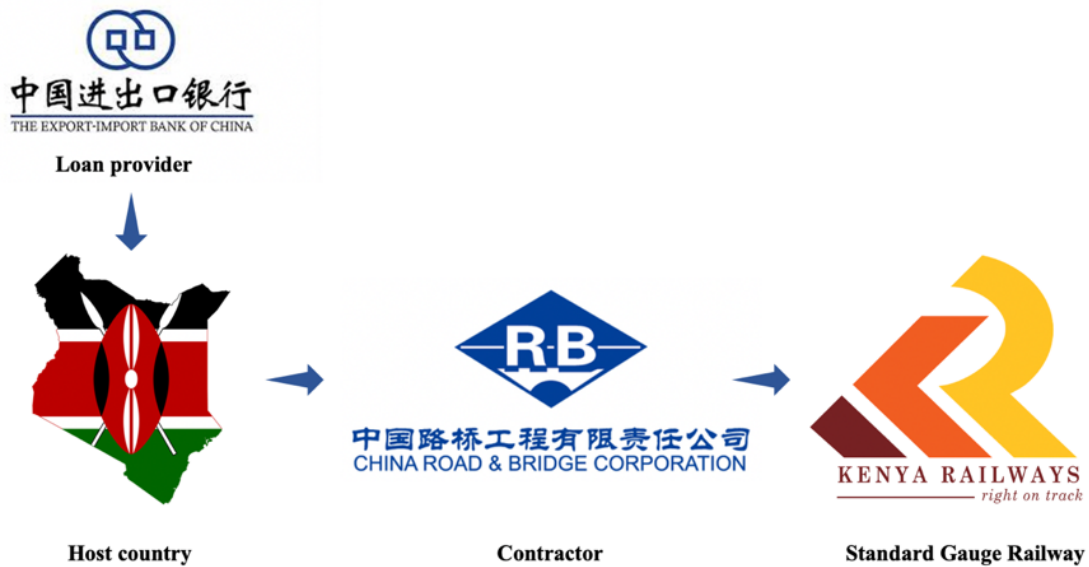 中国进出口银行
THE EXPORT-IMPORT BANK OF CHINA
Loan provider
R-B
中国路桥工程有限责任公司
CHINA ROAD & BRIDGE CORPORATION
KENYA RAILWAYS
right on track
Host country
Contractor
Standard Gauge Railway